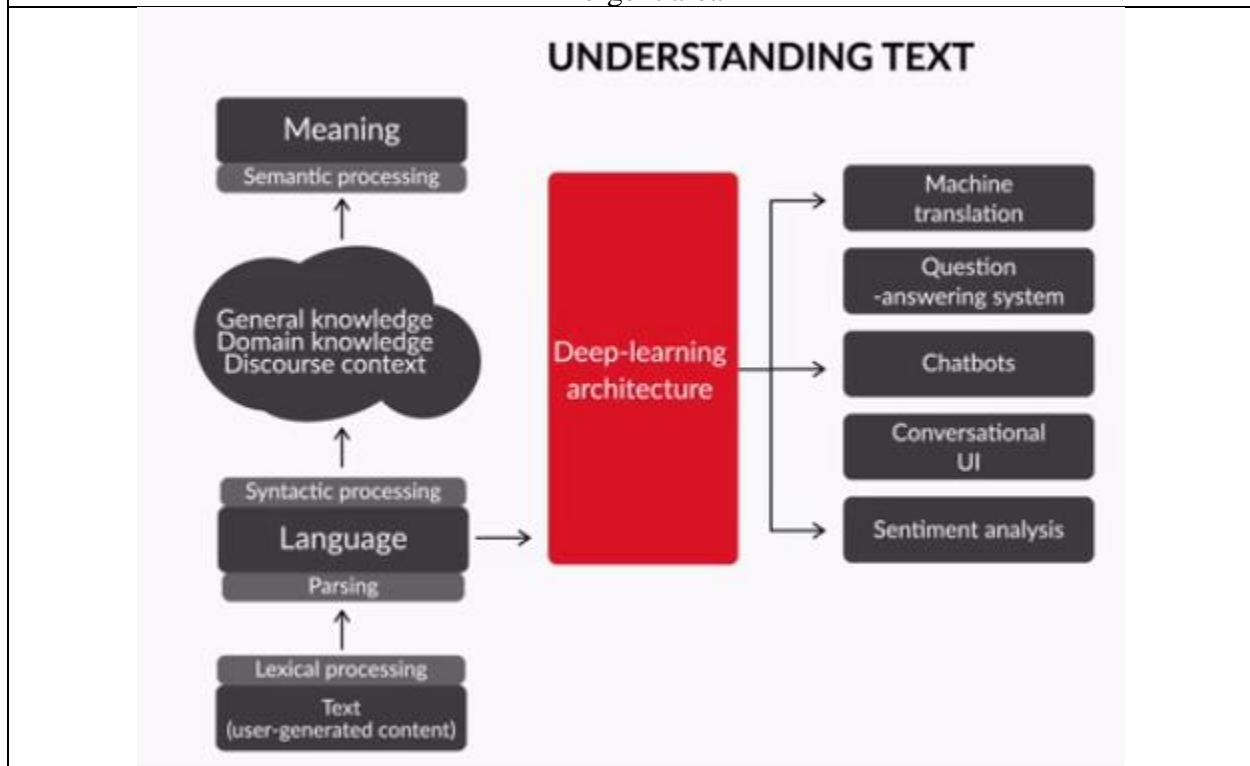 UNDERSTANDING TEXT
Meaning
Semantic processing
General knowledge
Domain knowledge
Discourse context
Syntactic processing
Language
Parsing
Lexical processing
Text
(user-generated content)
Deep-learning
architecture
Machine
translation
Question
-answering system
Chatbots
Conversational
UI
Sentiment analysis